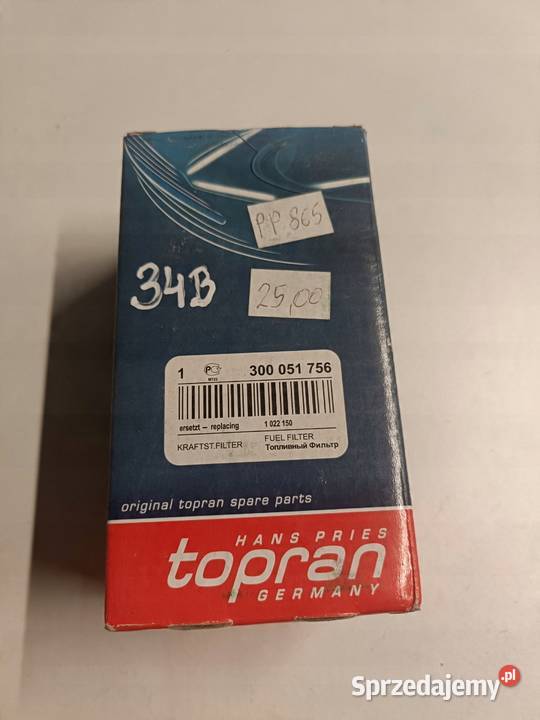 PP 865
34B
25,00
1 300 051 756
ersetzt – replacing 1 022 150
KRAFTST.FILTER FUEL FILTER
Топливный Фильтр
original topran spare parts
HANS PRIES
topran
GERMANY
Sprzedajemy.pl